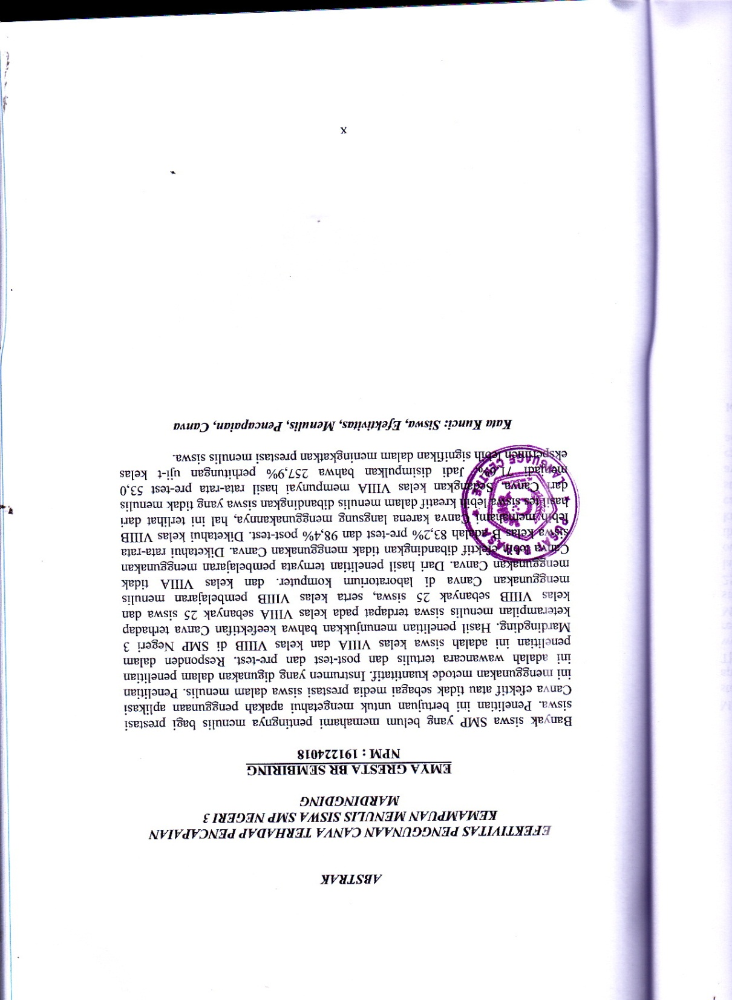 ABSTRAK
EFEKTIVITAS PENGGUNAAN CANVA TERHADAP PENCAPAIAN
KEMAMPUAN MENULIS SISWA SMP NEGERI 3
MARDINGDING
EMYA GRESTA BR SEMBIRING
NPM : 191224018
Banyak siswa SMP yang belum memahami pentingnya menulis bagi prestasi
siswa. Penelitian ini bertujuan untuk mengetahui apakah penggunaan aplikasi
Canva efektif atau tidak sebagai media prestasi siswa dalam menulis. Penelitian
ini menggunakan metode kuantitatif. Instrumen yang digunakan dalam penelitian
ini adalah wawancara tertulis dan post-test dan pre-test. Responden dalam
penelitian ini adalah siswa kelas VIIIA dan kelas VIIIB di SMP Negeri 3
Mardingding. Hasil penelitian menunjukkan bahwa keefektifan Canva terhadap
keterampilan menulis siswa terdapat pada kelas VIIIA sebanyak 25 siswa dan
kelas VIIIB sebanyak 25 siswa, serta kelas VIIIB pembelajaran menulis
menggunakan Canva di laboratorium komputer. dan kelas VIIIA tidak
menggunakan Canva. Dari hasil penelitian ternyata pembelajaran menggunakan
Canva lebih efektif dibandingkan tidak menggunakan Canva. Diketahui rata-rata
siswa kelas B adalah 83,2% pre-test dan 98,4% post-test. Diketahui kelas VIIIB
lebih memahami Canva karena langsung menggunakannya, hal ini terlihat dari
hasil tes siswa lebih kreatif dalam menulis dibandingkan siswa yang tidak menulis
dari Canva. Sedangkan kelas VIIIA mempunyai hasil rata-rata pre-test 53,0
menjadi Jadi disimpulkan bahwa 257,9% perhitungan uji-t kelas
eksperimen lebih signifikan dalam meningkatkan prestasi menulis siswa.
Kata Kunci: Siswa, Efektivitas, Menulis, Pencapaian, Canva
PUSAT BAHASA
LANGUAGE CENTRE
x